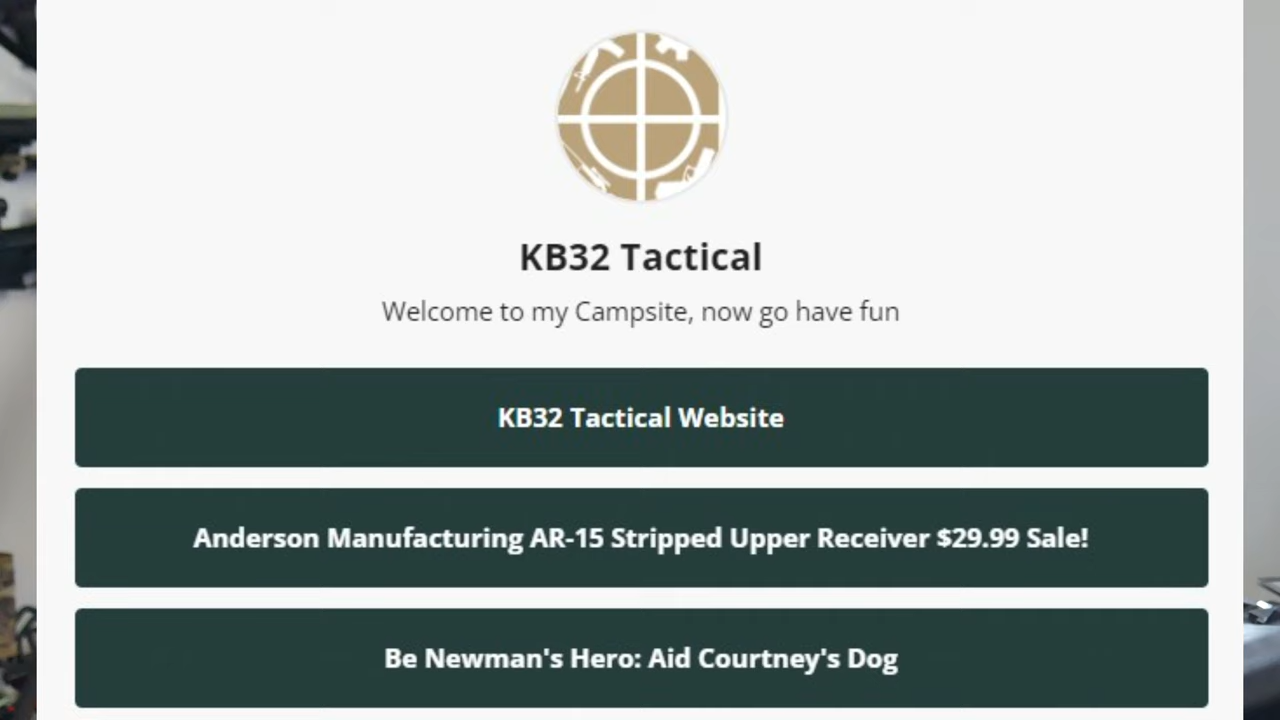 KB32 Tactical
Welcome to my Campsite, now go have fun
KB32 Tactical Website
Anderson Manufacturing AR-15 Stripped Upper Receiver $29.99 Sale!
Be Newman's Hero: Aid Courtney's Dog